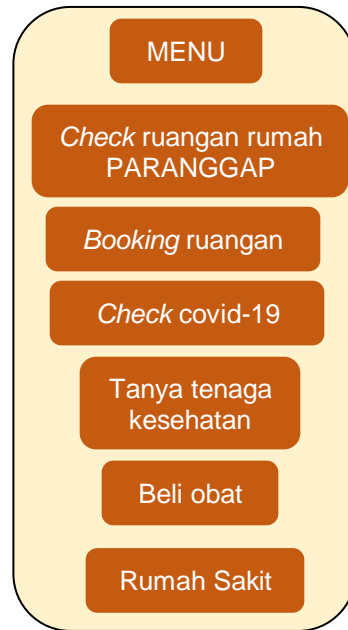 MENU
Check ruangan rumah
PARANGGAP
Booking ruangan
Check covid-19
Tanya tenaga
kesehatan
Beli obat
Rumah Sakit